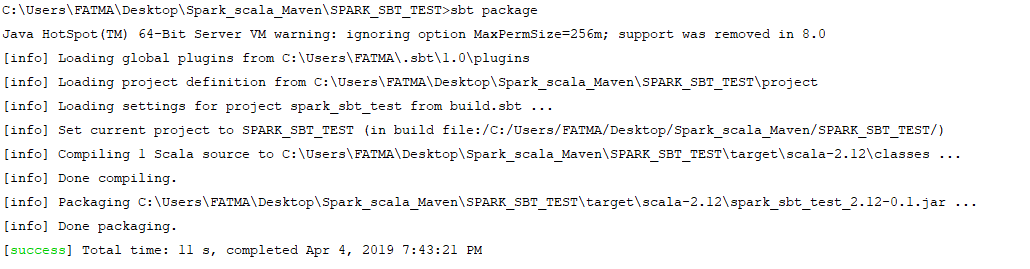 C:\Users\FATMA\Desktop\Spark_scala_Maven\SPARK_SBT_TEST>sbt package
Java HotSpot(TM) 64-Bit Server VM warning: ignoring option MaxPermSize=256m; support was removed in 8.0
[info] Loading global plugins from C:\Users\FATMA\.sbt\1.0\plugins
[info] Loading project definition from C:\Users\FATMA\Desktop\Spark_scala_Maven\SPARK_SBT_TEST\project
[info] Loading settings for project spark_sbt_test from build.sbt ...
[info] Set current project to SPARK_SBT_TEST (in build file:/C:/Users/FATMA/Desktop/Spark_scala_Maven/SPARK_SBT_TEST/)
[info] Compiling 1 Scala source to C:\Users\FATMA\Desktop\Spark_scala_Maven\SPARK_SBT_TEST\target\scala-2.12\classes ...
[info] Done compiling.
[info] Packaging C:\Users\FATMA\Desktop\Spark_scala_Maven\SPARK_SBT_TEST\target\scala-2.12\spark_sbt_test_2.12-0.1.jar ...
[info] Done packaging.
[success] Total time: 11 s, completed Apr 4, 2019 7:43:21 PM